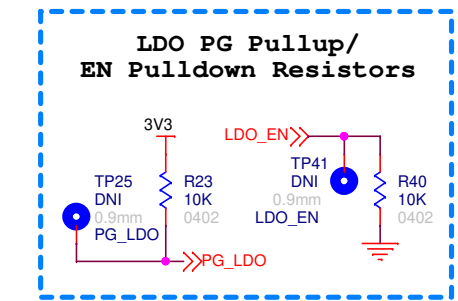 LDO PG Pullup/
EN Pulldown Resistors
3V3
LDO_EN
TP25
DNI
0.9mm
PG_LDO
R23
10K
0402
TP41
DNI
0.9mm
LDO_EN
R40
10K
0402
PG_LDO